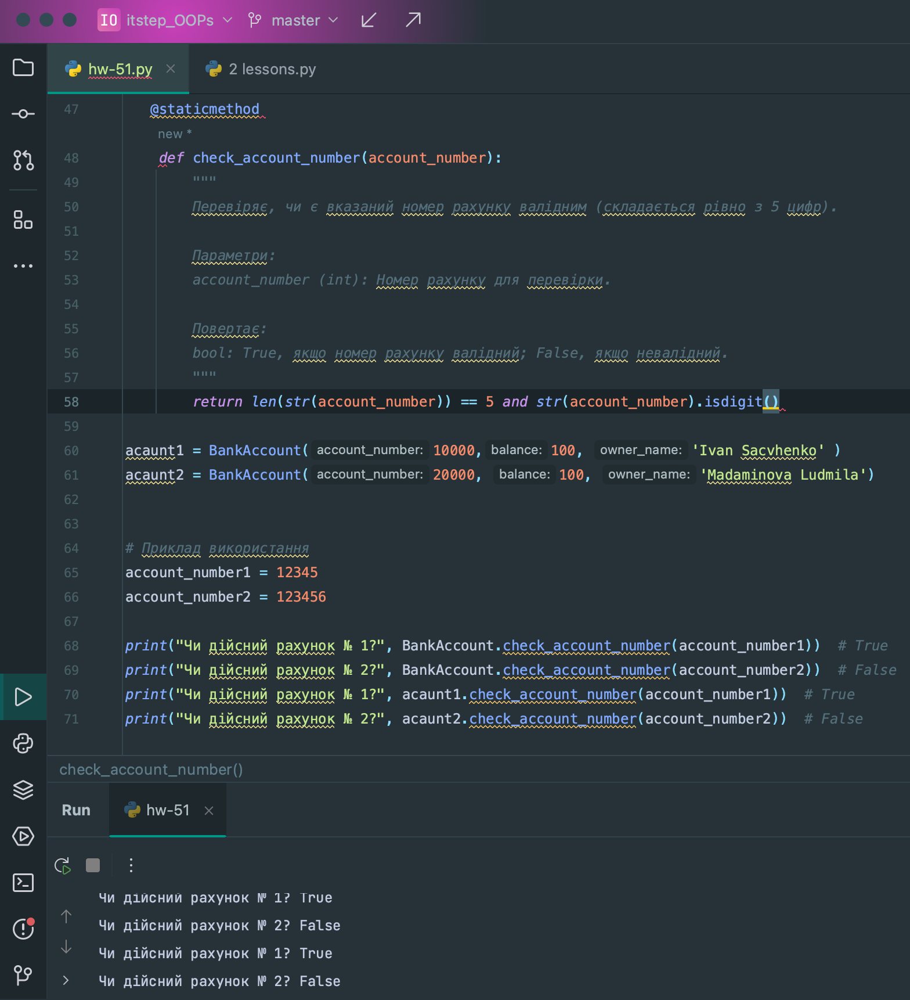 IO itstep_OOPs master
hw-51.py 2 lessons.py
47 @staticmethod
new *
48 def check_account_number(account_number):
49 """
50 Перевіряє, чи є вказаний номер рахунку валідним (складається рівно з 5 цифр).
51
52 Параметри:
53 account_number (int): Номер рахунку для перевірки.
54
55 Повертає:
56 bool: True, якщо номер рахунку валідний; False, якщо невалідний.
57 """
58 return len(str(account_number)) == 5 and str(account_number).isdigit()
59
60 acaunt1 = BankAccount( account_number: 10000, balance: 100, owner_name: 'Ivan Sacvhenko' )
61 acaunt2 = BankAccount( account_number: 20000, balance: 100, owner_name: 'Madaminova Ludmila')
62
63
64 # Приклад використання
65 account_number1 = 12345
66 account_number2 = 123456
67
68 print("Чи дійсний рахунок № 1?", BankAccount.check_account_number(account_number1)) # True
69 print("Чи дійсний рахунок № 2?", BankAccount.check_account_number(account_number2)) # False
70 print("Чи дійсний рахунок № 1?", acaunt1.check_account_number(account_number1)) # True
71 print("Чи дійсний рахунок № 2?", acaunt2.check_account_number(account_number2)) # False
check_account_number()
Run hw-51
Чи дійсний рахунок № 1? True
Чи дійсний рахунок № 2? False
Чи дійсний рахунок № 1? True
Чи дійсний рахунок № 2? False